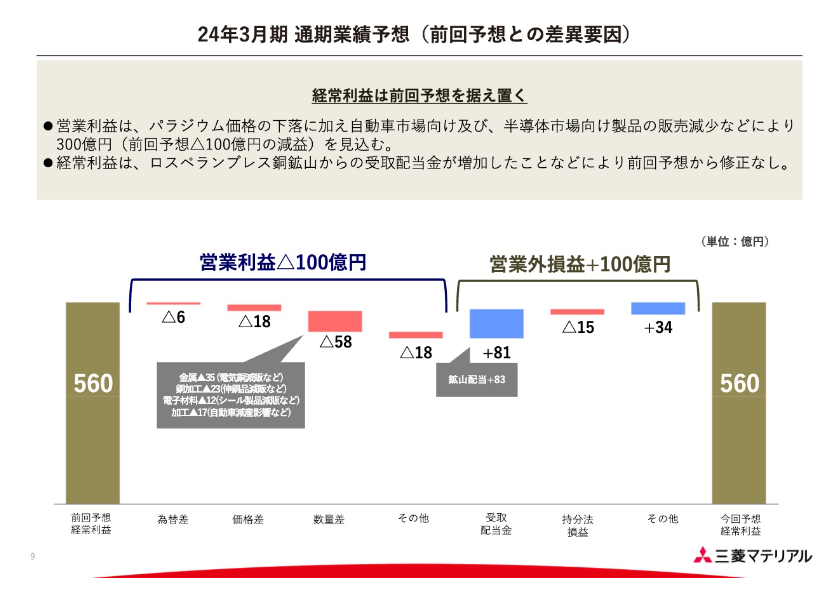 24年3月期 通期業績予想（前回予想との差異要因）
経常利益は前回予想を据え置く
●営業利益は、パラジウム価格の下落に加え自動車市場向け及び、半導体市場向け製品の販売減少などにより
300億円（前回予想△100億円の減益）を見込む。
●経常利益は、ロスペランブレス銅鉱山からの受取配当金が増加したことなどにより前回予想から修正なし。
（単位：億円）
営業利益△100億円
営業外損益+100億円
560
△6
△18
△58
△18
+81
△15
+34
560
金属▲35（電気銅減販など）
銅加工▲23（伸銅品減販など）
電子材料▲12（シール製品減販など）
加工▲17（自動車減産影響など）
鉱山配当+83
前回予想
経常利益
為替差
価格差
数量差
その他
受取
配当金
持分法
損益
その他
今回予想
経常利益
9
三菱マテリアル